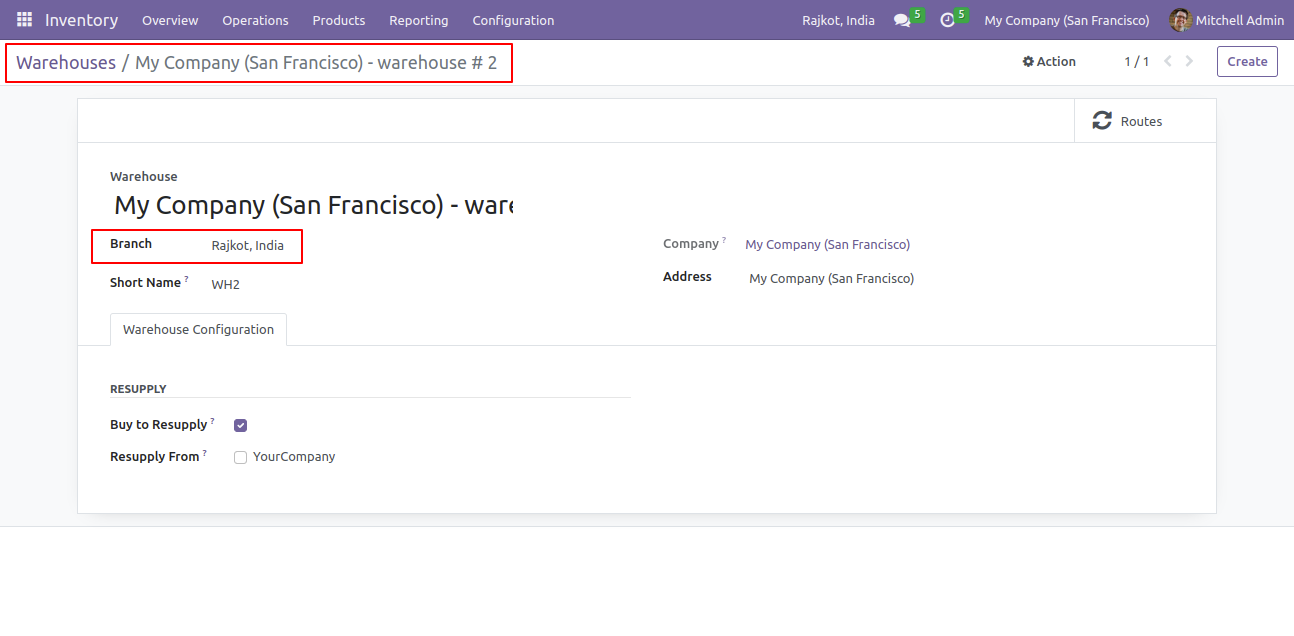 Inventory Overview Operations Products Reporting Configuration Rajkot, India 5 5 My Company (San Francisco) Mitchell Admin
Warehouses / My Company (San Francisco) - warehouse # 2 Action 1 / 1 Create
Routes
Warehouse
My Company (San Francisco) - ware
Branch Rajkot, India Company ? My Company (San Francisco)
Short Name ? WH2 Address My Company (San Francisco)
Warehouse Configuration
RESUPPLY
Buy to Resupply ?
Resupply From ? YourCompany